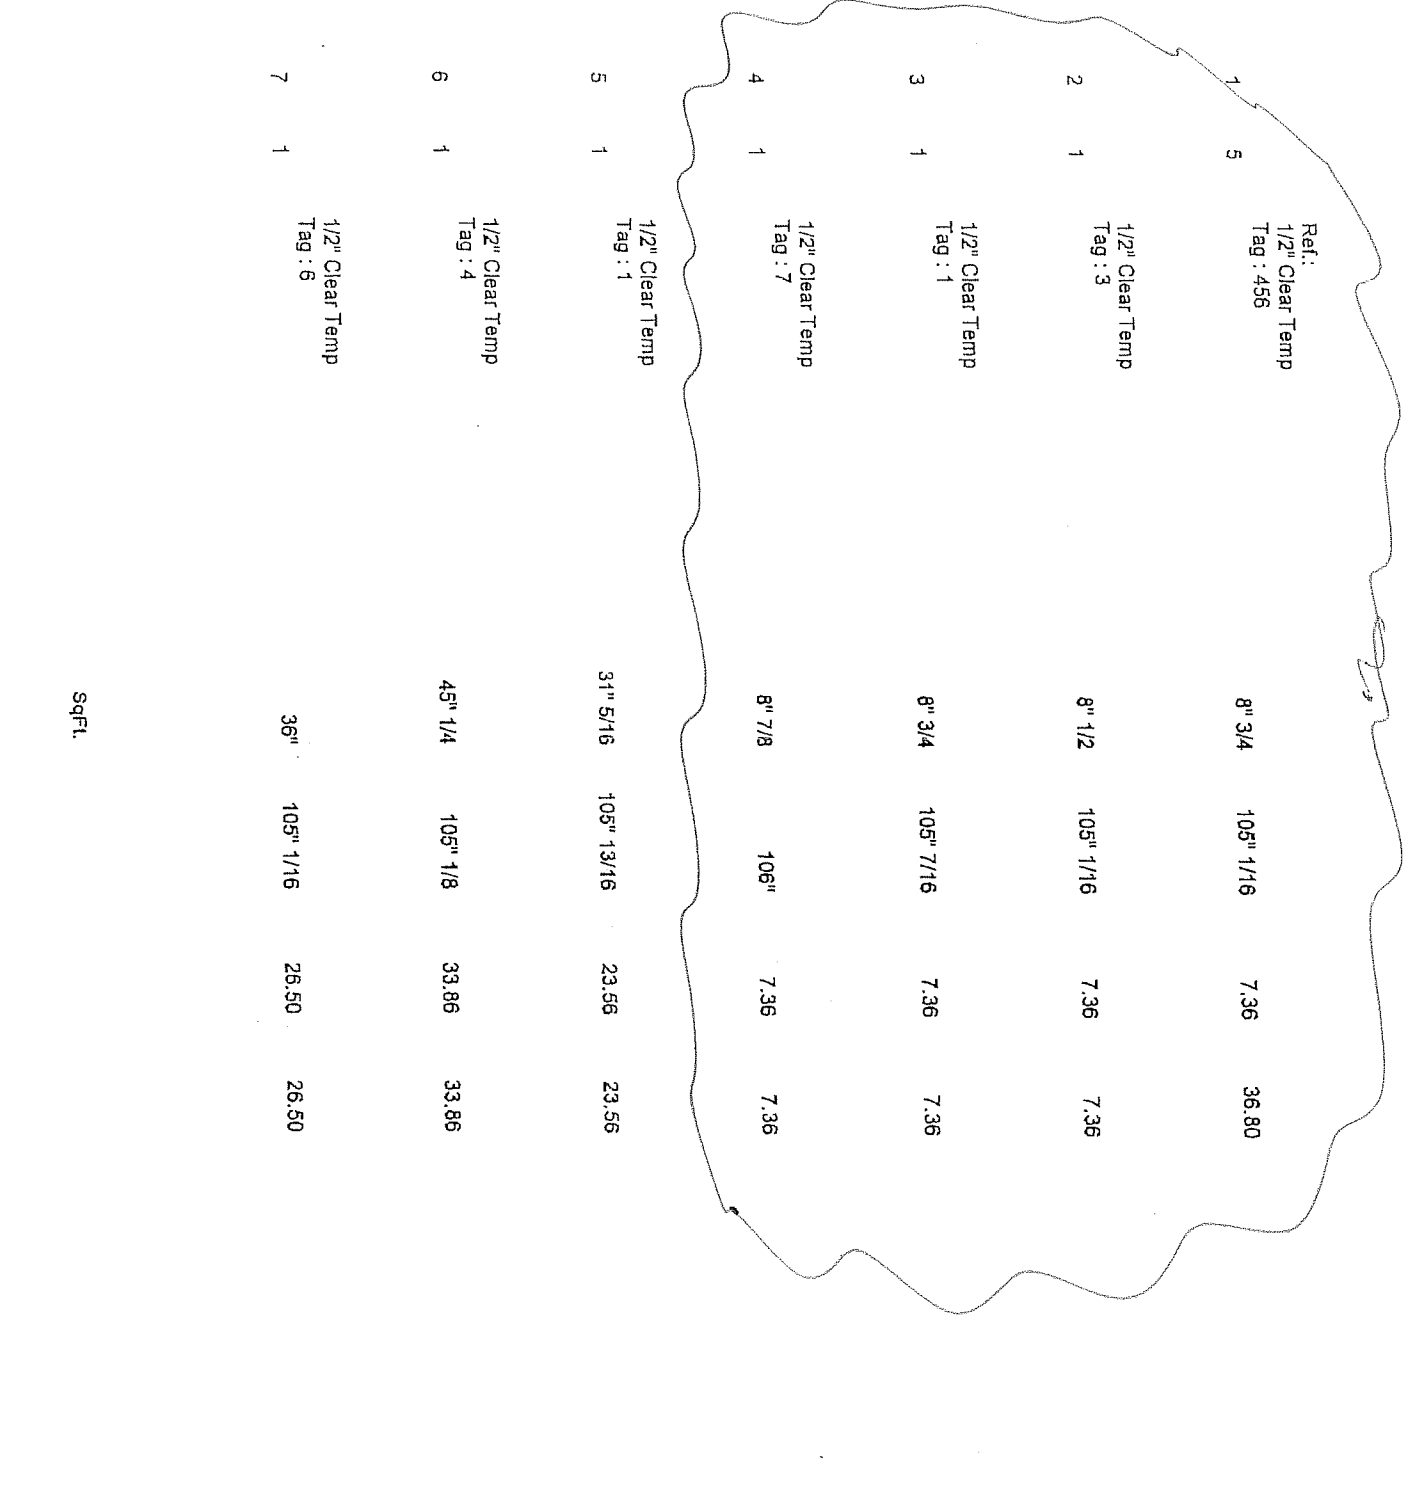 Ref.:
1 5 1/2" Clear Temp 8" 3/4 105" 1/16 7.36 36.80
Tag : 456
2 1 1/2" Clear Temp 8" 1/2 105" 1/16 7.36 7.36
Tag : 3
3 1 1/2" Clear Temp 8" 3/4 105" 7/16 7.36 7.36
Tag : 1
4 1 1/2" Clear Temp 8" 7/8 106" 7.36 7.36
Tag : 7
5 1 1/2" Clear Temp 31" 5/16 105" 13/16 23.56 23.56
Tag : 1
6 1 1/2" Clear Temp 45" 1/4 105" 1/8 33.86 33.86
Tag : 4
7 1 1/2" Clear Temp 36" 105" 1/16 26.50 26.50
Tag : 6
SqFt.